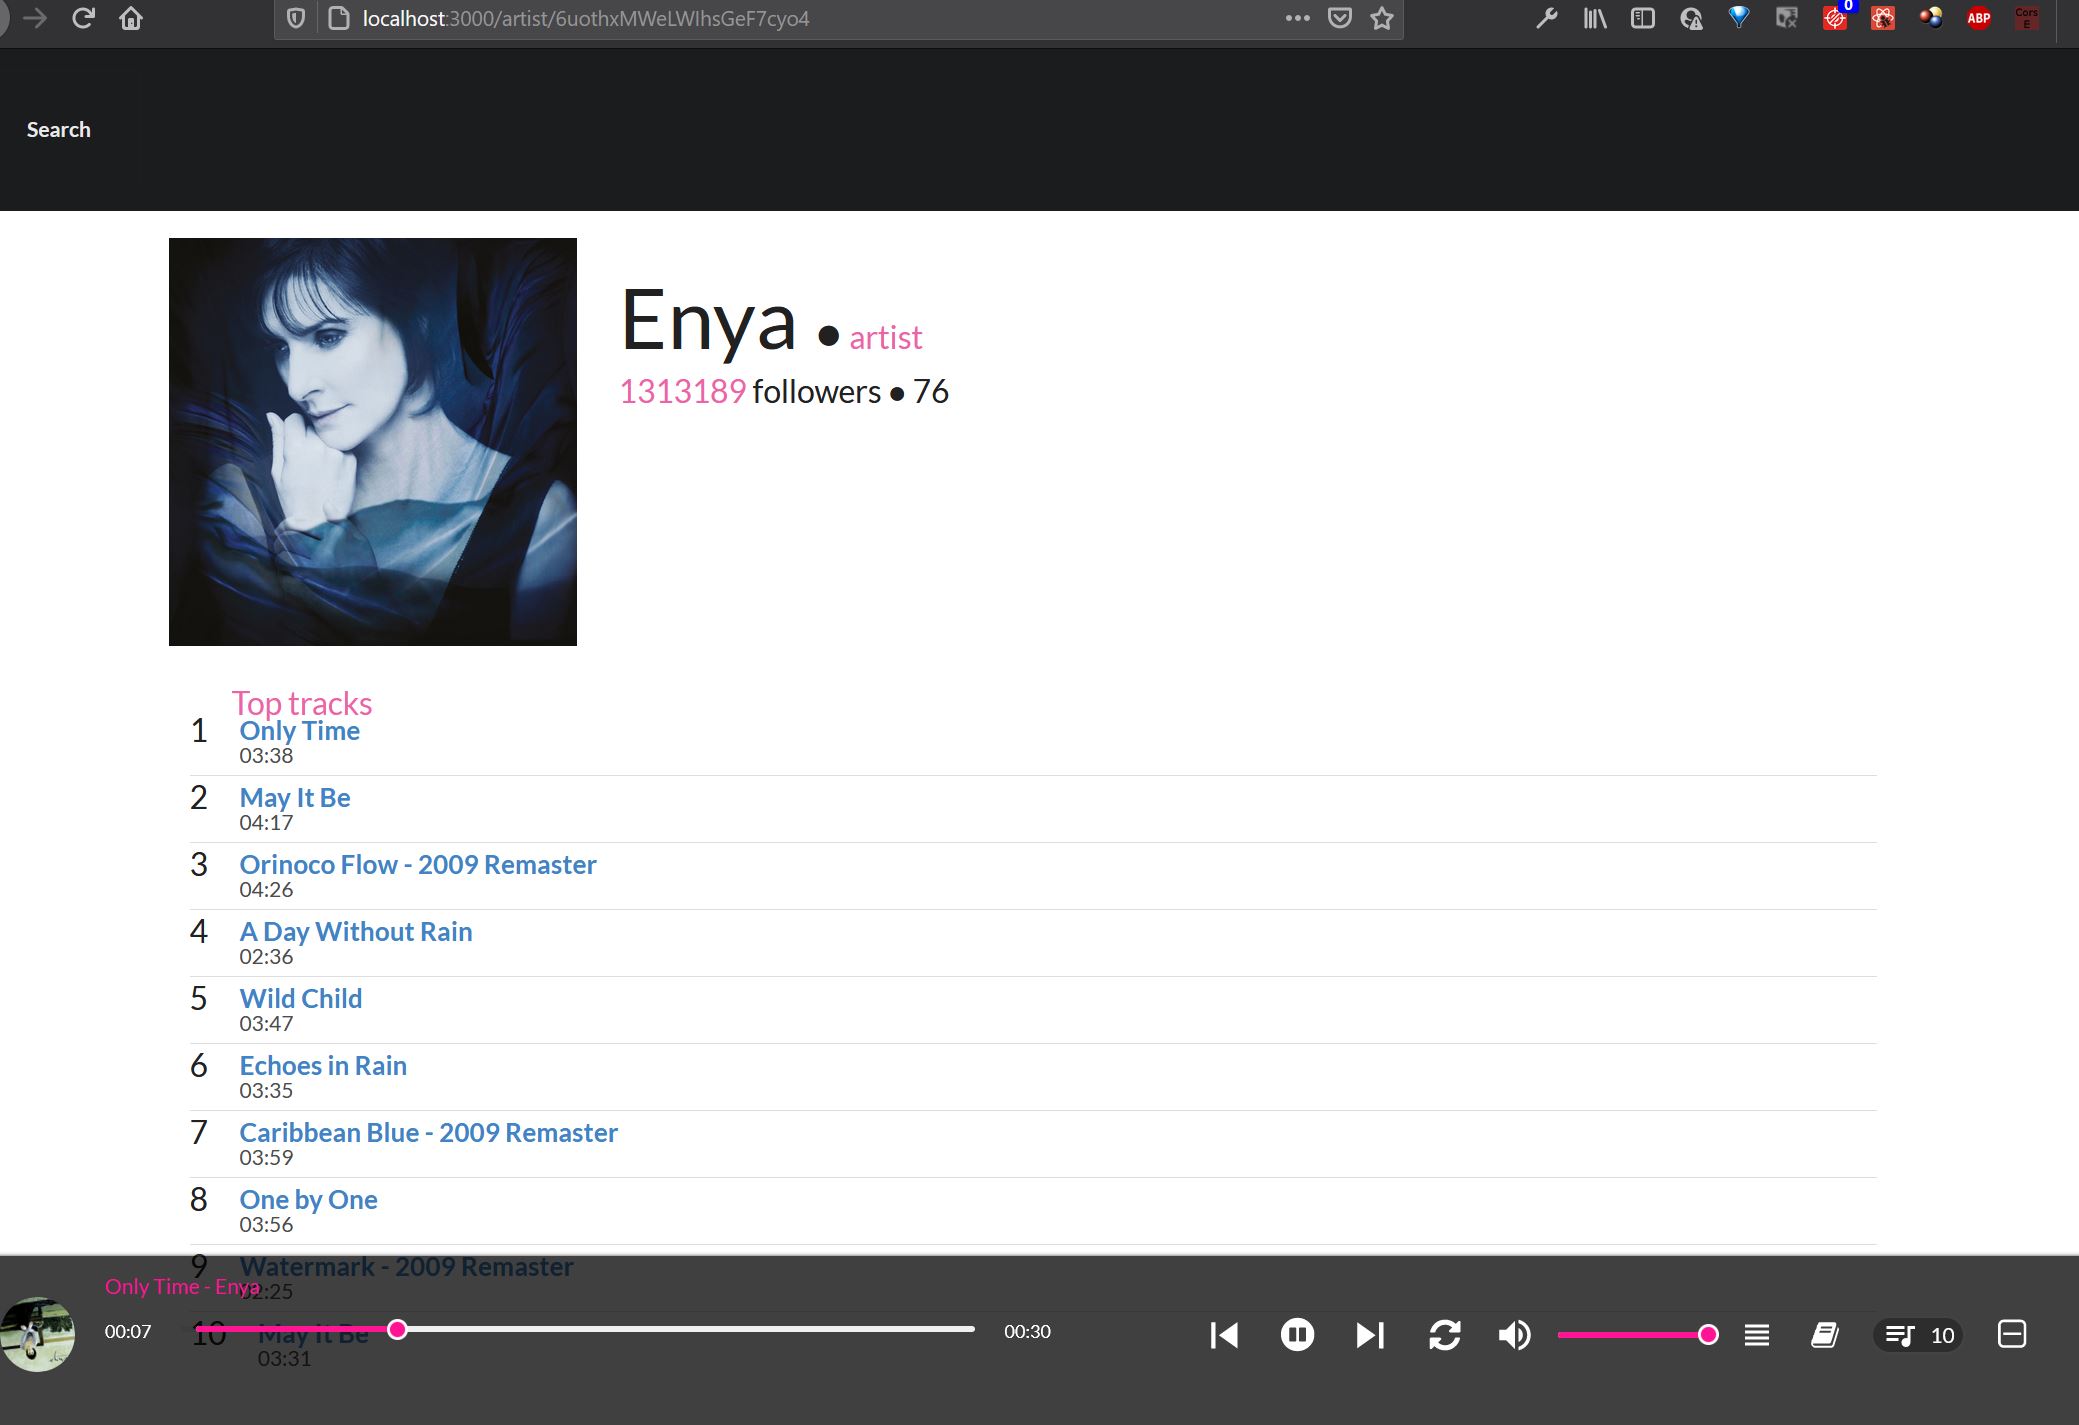 localhost:3000/artist/6uothxMWeLWIhsGeF7cyo4
0
ABP
Cors
E
Search
Enya • artist
1313189 followers • 76
Top tracks
1 Only Time
03:38
2 May It Be
04:17
3 Orinoco Flow - 2009 Remaster
04:26
4 A Day Without Rain
02:36
5 Wild Child
03:47
6 Echoes in Rain
03:35
7 Caribbean Blue - 2009 Remaster
03:59
8 One by One
03:56
9 Watermark - 2009 Remaster
02:25
10 May It Be
03:31
Only Time - Enya
00:07
00:30
10